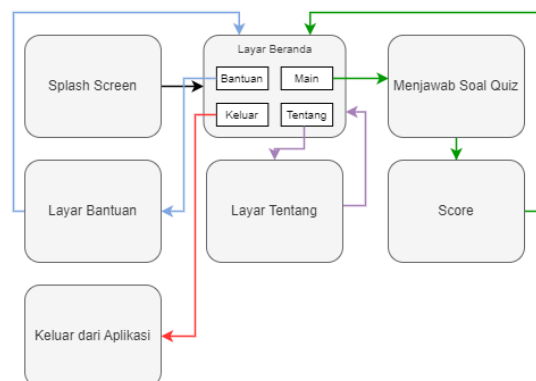 Splash Screen
Layar Beranda
Bantuan
Main
Keluar
Tentang
Menjawab Soal Quiz
Layar Bantuan
Layar Tentang
Score
Keluar dari Aplikasi